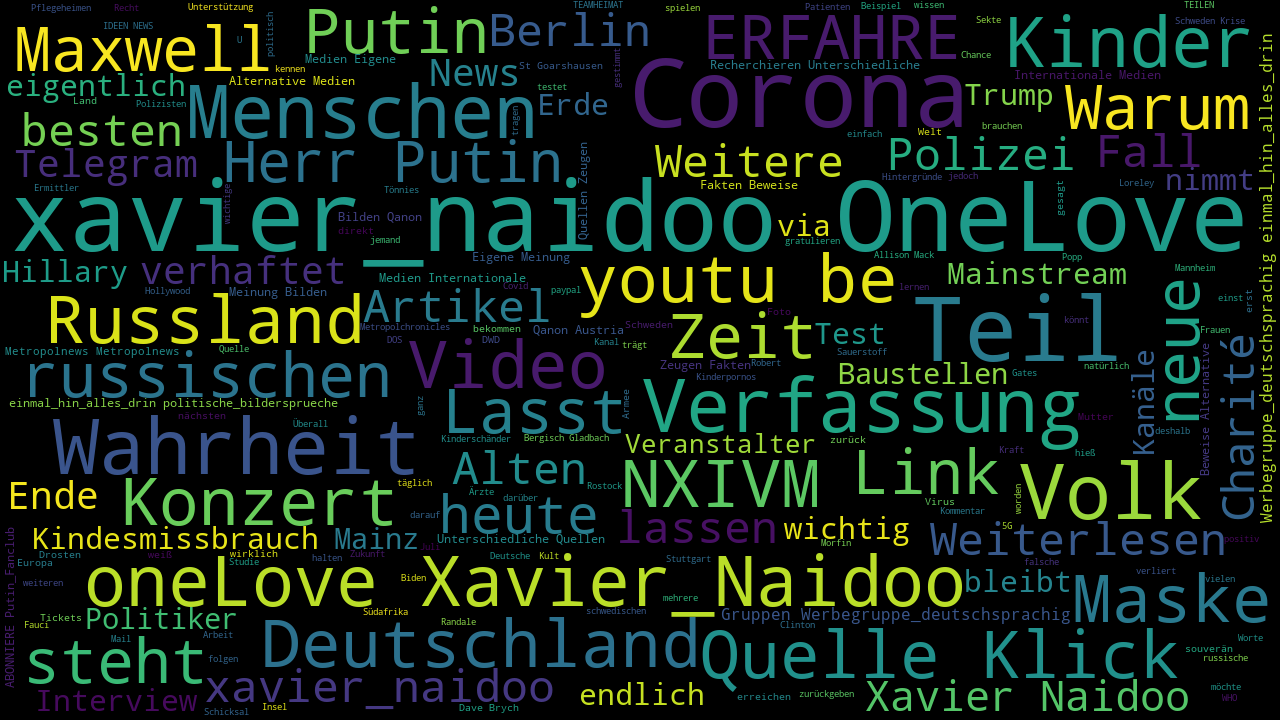 Pflegeheimen
Recht
Unterstützung
TEAMHEIMAT
spielen
Patienten
Beispiel
wissen
TEILEN
IDEEN NEWS
politisch
Putin
Berlin
ERFAHRE
Sekte
Schweden Krise
Maxwell
U
Kinder
kennen
Medien Eigene
News
St Goarshausen
gestimmt
Recherchieren Unterschiedliche
Chance
Internationale Medien
eigentlich
Alternative Medien
testet
Corona
Land
Polizisten
Menschen
Erde
Trump
Warum
besten
tragen
einfach
Welt
brauchen
Telegram
Herr Putin
Weitere
Polizei
Fall
Quellen Zeugen
Ermittler
wichtige
Tönnies
Fakten Beweise
Hintergründe
jedoch
gesagt
Loreley
nimmt
xavier_naidoo
OneLove
Bilden Qanon
direkt
jemand
via
gratulieren
Hillary
verhaftet
Eigene Meinung
Allison Mack
Popp
Medien Internationale
youtu be
Mainstream
Mannheim
Hollywood
Meinung Bilden
Covid
paypal
lernen
einst
erst
Russland
Artikel
Foto
Teil
neue
Metropolchronicles
bekommen
Qanon Austria
Schweden
Zeit
Test
könnt
Frauen
DOS
DWD
Kanal
trägt
Metropolnews Metropolnews
Quelle
Video
Zeugen Fakten
Robert
Sauerstoff
Kanäle
charité
russischen
Kinderpornos
Baustellen
Gates
natürlich
Beweise Alternative
einmal_hin_alles_drin politische_bildersprueche
ganz
Armee
Verfassung
nächsten
Überall
Lasst
Mutter
deshalb
Wahrheit
Kinderschänder
Bergisch Gladbach
Veranstalter
zurück
Kraft
hieß
Alten
NXIVM
Link
Volk
Ende
Konzert
täglich
Ärzte
darüber
Rostock
worden
darauf
heute
Virus
Kommentar
5G
Kindesmissbrauch
Mainz
Unterschiedliche Quellen
lassen
wichtig
Weiterlesen
positiv
Drosten
weiß
wirklich
Juli
Morfin
Europa
Studie
halten
Zukunft
Deutsche
Kult
Stuttgart
falsche
oneLove
Xavier_Naidoo
bleibt
verliert
weiteren
Biden
mehrere
vielen
Maske
Politiker
Südafrika
schwedischen
Gruppen Werbegruppe_deutschsprachig
Tickets
Fauci
Randale
Clinton
Mail
Arbeit
Deutschland
Worte
steht
folgen
Quelle Klick
souverän
russische
Interview
xavier_naidoo
endlich
erreichen
zurückgeben
Xavier Naidoo
möchte
WHO
Schicksal
Insel
Dave Brych
ABONNIERE Putin_Fanclub
Werbegruppe_deutschsprachig einmal_hin_alles_drin